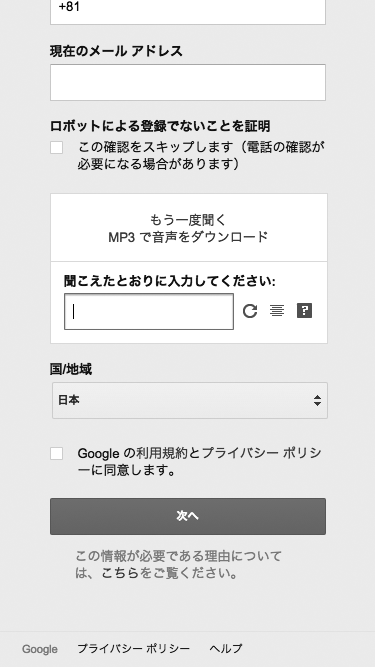 +81
現在のメール アドレス
ロボットによる登録でないことを証明
この確認をスキップします（電話の確認が
必要になる場合があります）
もう一度聞く
MP3 で音声をダウンロード
聞こえたとおりに入力してください:
?
国/地域
日本
Google の利用規約とプライバシー ポリシ
ーに同意します。
次へ
この情報が必要である理由について
は、こちらをご覧ください。
Google プライバシー ポリシー ヘルプ